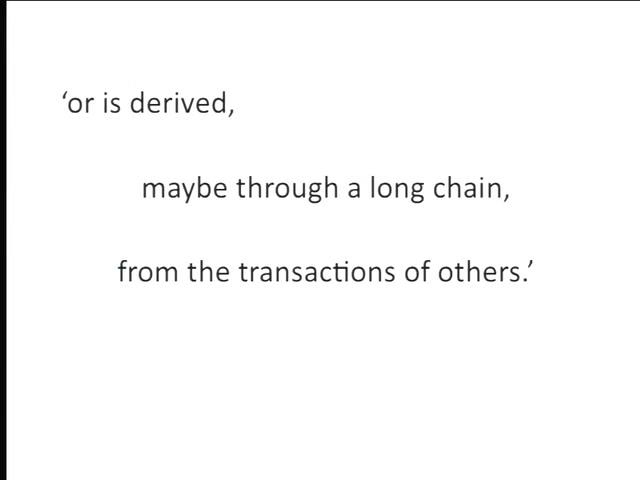 ‘or is derived,
maybe through a long chain,
from the transactions of others.’